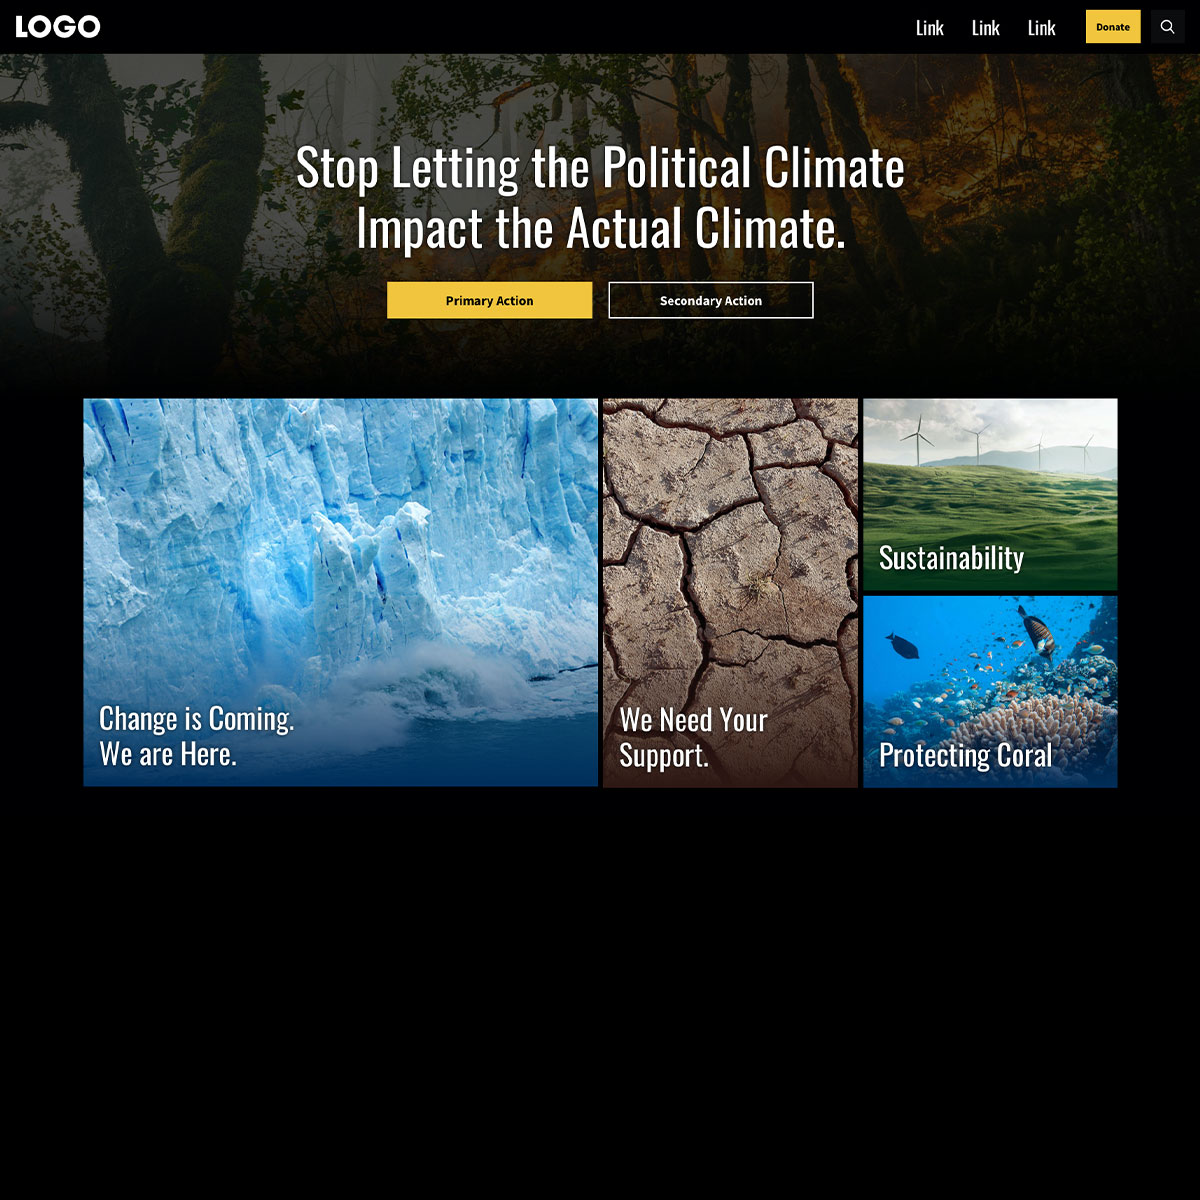 LOGO
Link
Link
Link
Donate
Stop Letting the Political Climate
Impact the Actual Climate.
Primary Action
Secondary Action
Change is Coming.
We are Here.
We Need Your
Support.
Sustainability
Protecting Coral